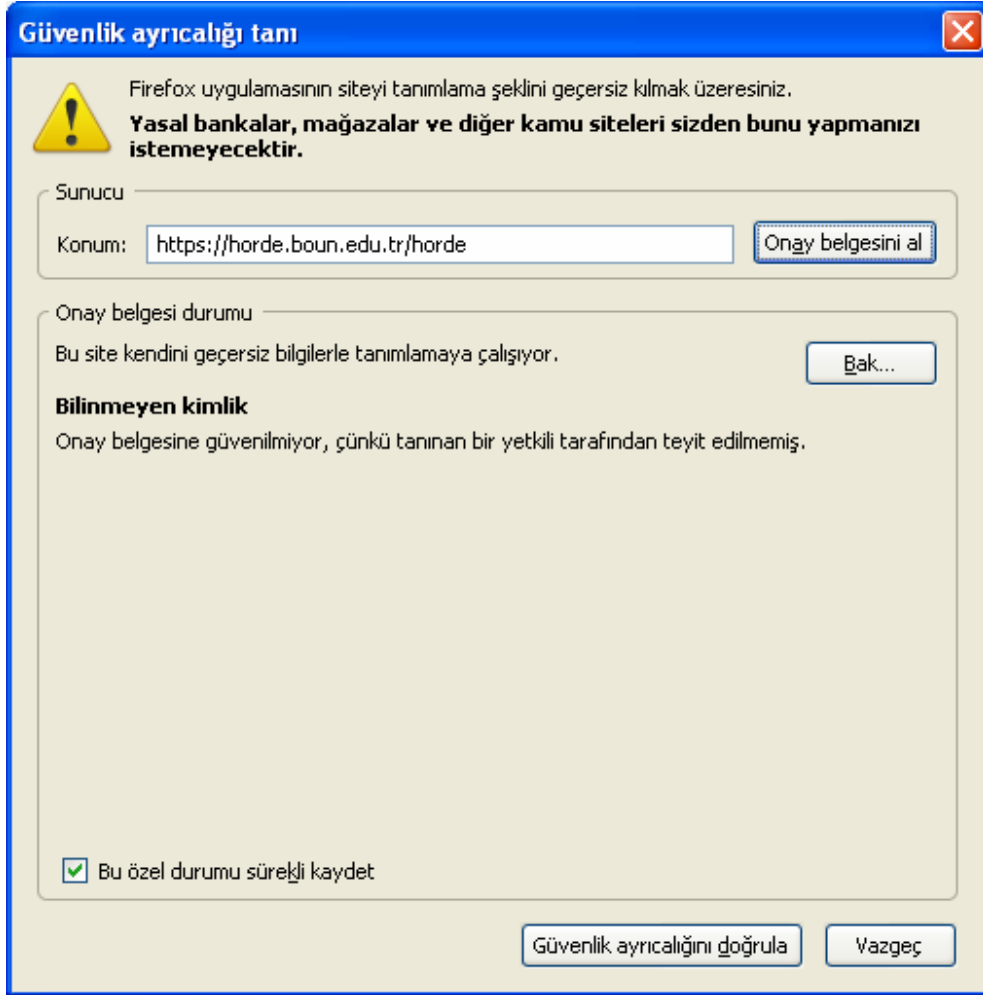 Güvenlik ayrıcalığı tanı
Firefox uygulamasının siteyi tanımlama şeklini geçersiz kılmak üzeresiniz.
Yasal bankalar, mağazalar ve diğer kamu siteleri sizden bunu yapmanızı
istemeyecektir.
Sunucu
Konum: https://horde.boun.edu.tr/horde Onay belgesini al
Onay belgesi durumu
Bu site kendini geçersiz bilgilerle tanımlamaya çalışıyor.
Bak...
Bilinmeyen kimlik
Onay belgesine güvenilmiyor, çünkü tanınan bir yetkili tarafından teyit edilmemiş.
Bu özel durumu sürekli kaydet
Güvenlik ayrıcalığını doğrula Vazgeç